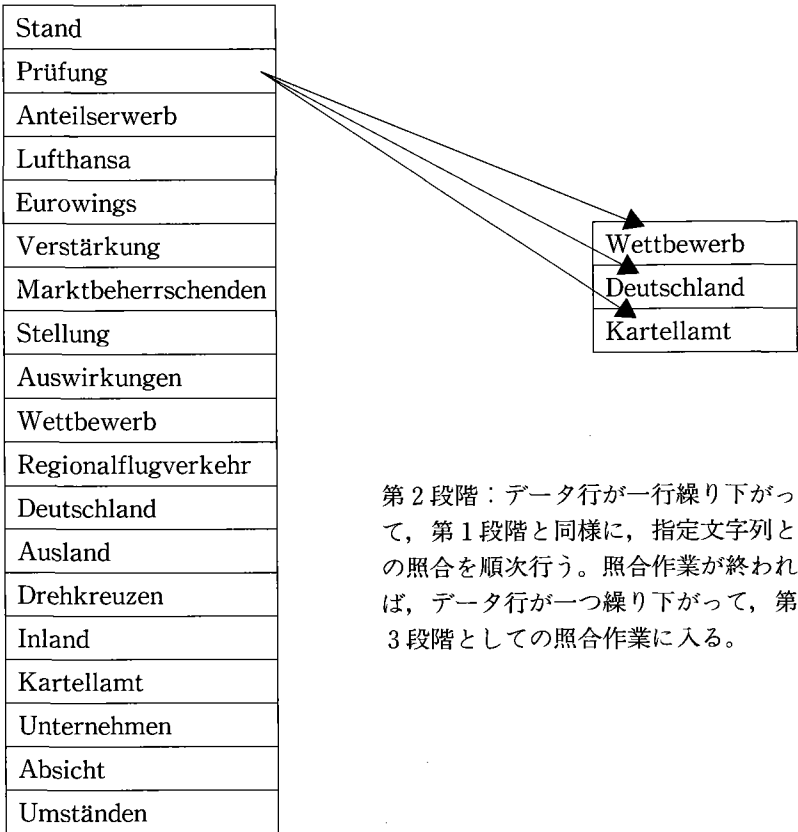 Stand
Prüfung
Anteilserwerb
Lufthansa
Eurowings
Verstärkung
Marktbeherrschenden
Stellung
Auswirkungen
Wettbewerb
Regionalflugverkehr
Deutschland
Ausland
Drehkreuzen
Inland
Kartellamt
Unternehmen
Absicht
Umständen
Wettbewerb
Deutschland
Kartellamt
第2段階：データ行が一行繰り下がっ
て，第1段階と同様に，指定文字列と
の照合を順次行う。照合作業が終われ
ば，データ行が一つ繰り下がって，第
3段階としての照合作業に入る。